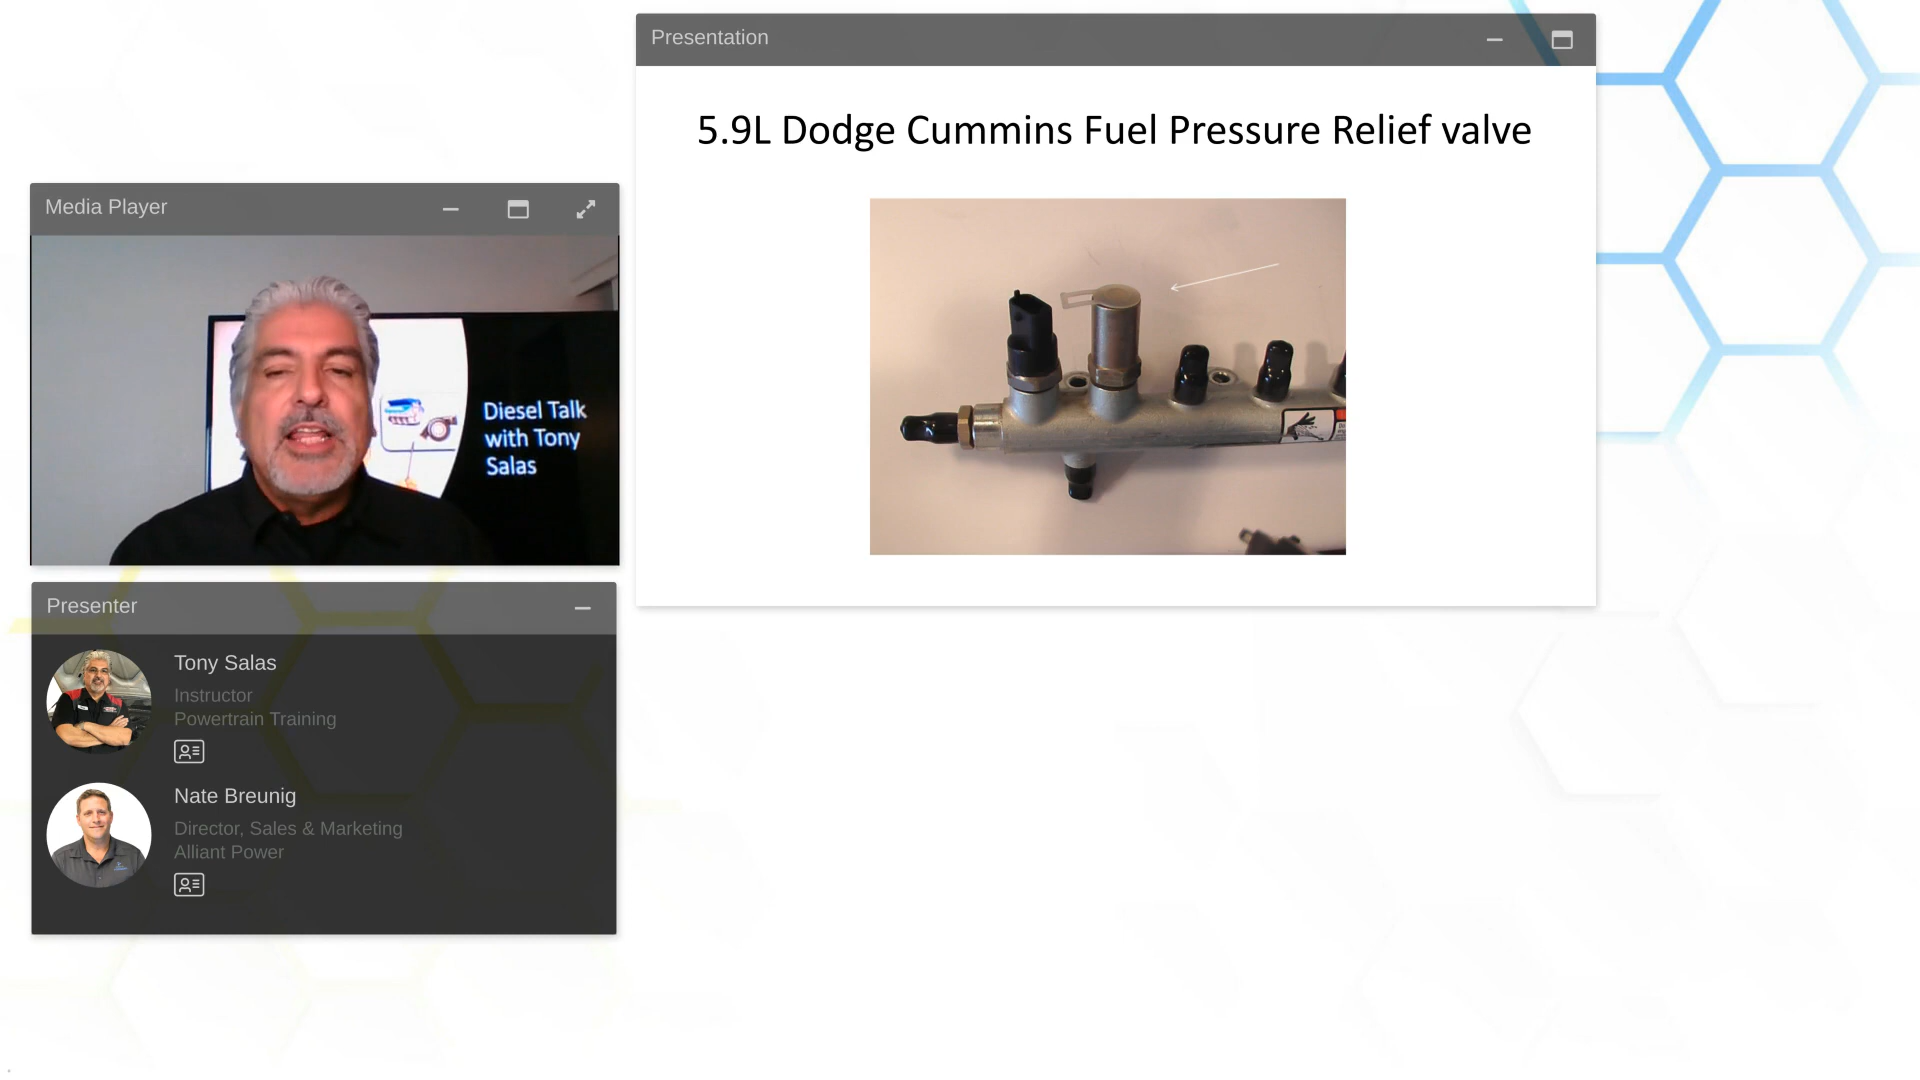 Presentation
5.9L Dodge Cummins Fuel Pressure Relief valve
Media Player
Diesel Talk
with Tony
Salas
Presenter
Tony Salas
Instructor
Powertrain Training
Nate Breunig
Director, Sales & Marketing
Alliant Power